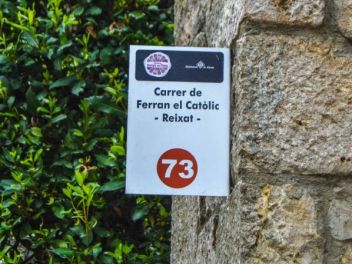 Carrer de
Ferran el Catòlic
- Reixat -
73